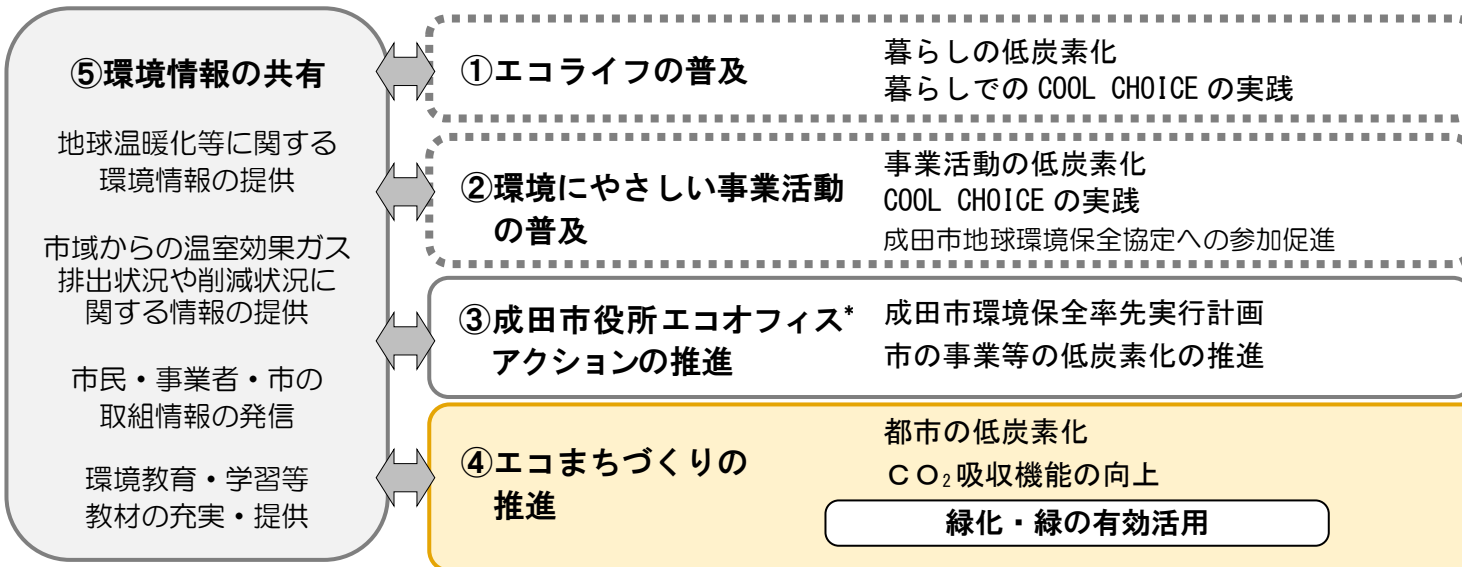 ⑤環境情報の共有
地球温暖化等に関する
環境情報の提供
市域からの温室効果ガス
排出状況や削減状況に
関する情報の提供
市民・事業者・市の
取組情報の発信
環境教育・学習等
教材の充実・提供
①エコライフの普及
暮らしの低炭素化
暮らしでの COOL CHOICE の実践
②環境にやさしい事業活動
の普及
事業活動の低炭素化
COOL CHOICE の実践
成田市地球環境保全協定への参加促進
③成田市役所エコオフィス*
アクションの推進
成田市環境保全率先実行計画
市の事業等の低炭素化の推進
④エコまちづくりの
推進
都市の低炭素化
ＣＯ₂吸収機能の向上
緑化・緑の有効活用